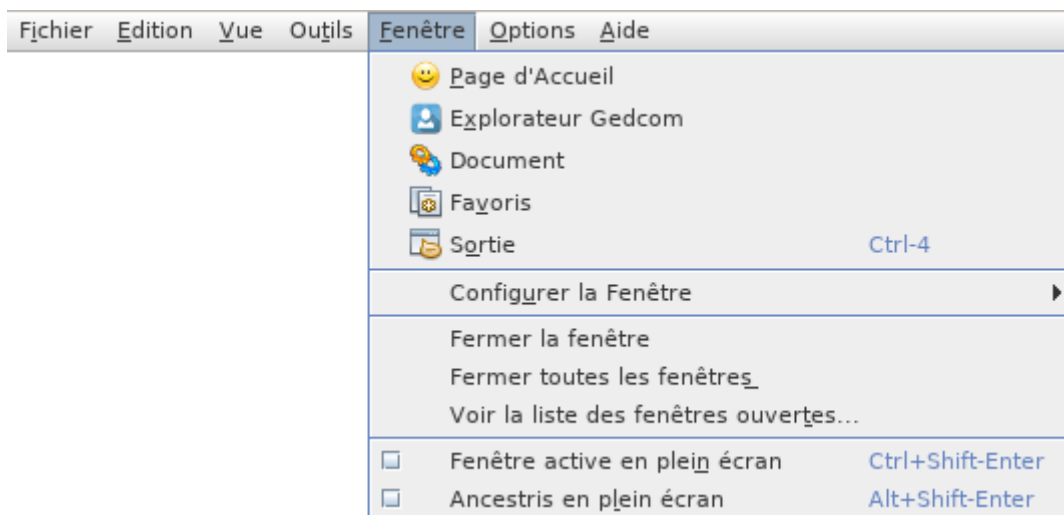 Fichier Edition Vue Outils Fenêtre Options Aide
Page d'Accueil
Explorateur Gedcom
Document
Favoris
Sortie Ctrl-4
Configurer la Fenêtre
Fermer la fenêtre
Fermer toutes les fenêtres
Voir la liste des fenêtres ouvertes...
Fenêtre active en plein écran Ctrl+Shift-Enter
Ancestris en plein écran Alt+Shift-Enter